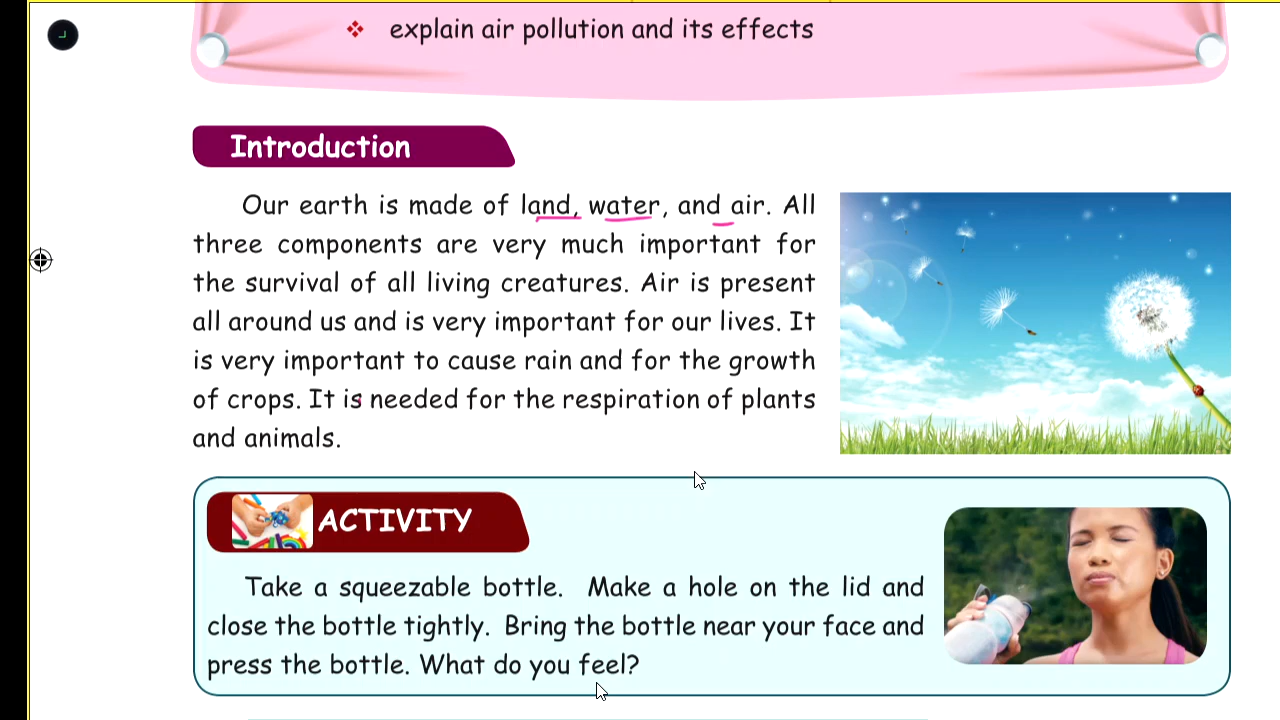 ❖ explain air pollution and its effects
Introduction
Our earth is made of land, water, and air. All
three components are very much important for
the survival of all living creatures. Air is present
all around us and is very important for our lives. It
is very important to cause rain and for the growth
of crops. It is needed for the respiration of plants
and animals.
ACTIVITY
Take a squeezable bottle. Make a hole on the lid and
close the bottle tightly. Bring the bottle near your face and
press the bottle. What do you feel?